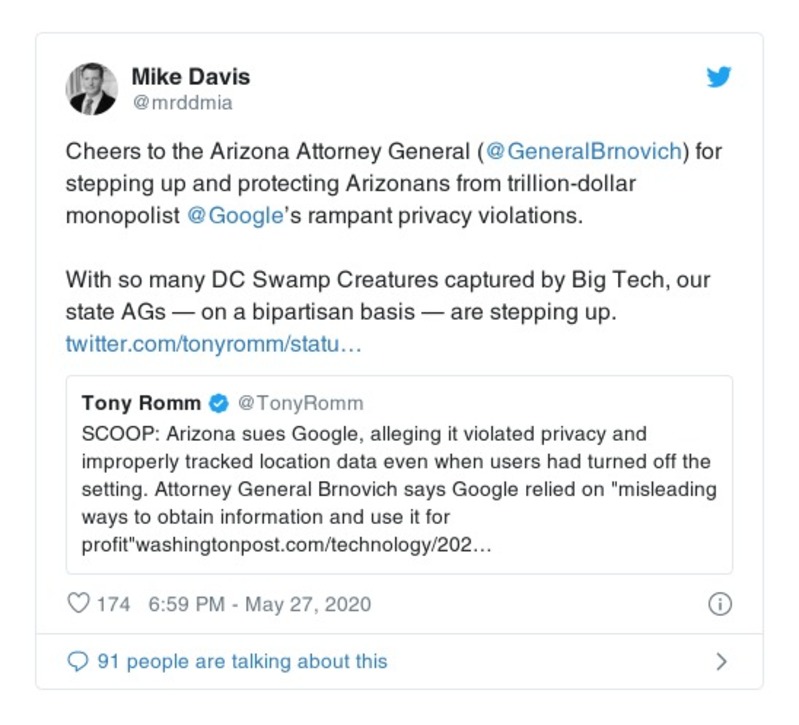 Mike Davis
@mrddmia
Cheers to the Arizona Attorney General (@GeneralBrnovich) for
stepping up and protecting Arizonans from trillion-dollar
monopolist @Google’s rampant privacy violations.
With so many DC Swamp Creatures captured by Big Tech, our
state AGs — on a bipartisan basis — are stepping up.
twitter.com/tonyromm/statu…
Tony Romm @TonyRomm
SCOOP: Arizona sues Google, alleging it violated privacy and
improperly tracked location data even when users had turned off the
setting. Attorney General Brnovich says Google relied on "misleading
ways to obtain information and use it for
profit"washingtonpost.com/technology/202…
174 6:59 PM - May 27, 2020
91 people are talking about this